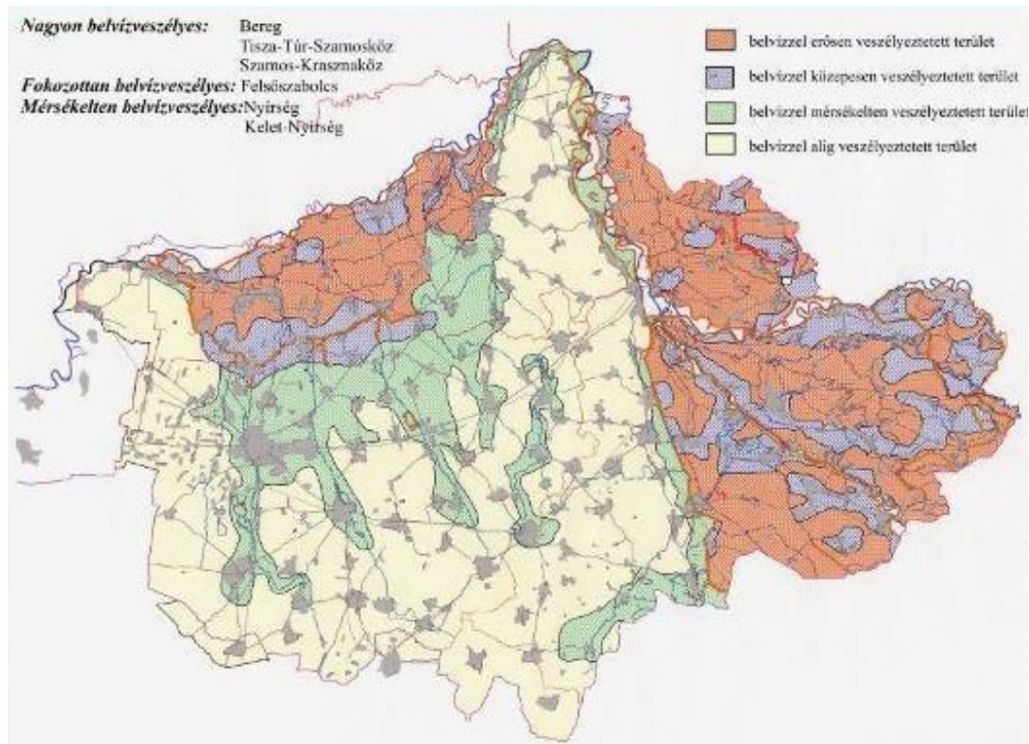 Nagyon belvízveszélyes: Bereg
Tisza-Túr-Szamosköz
Szamos-Krasznaköz
Fokozottan belvízveszélyes: Felsőszabolcs
Mérsékelten belvízveszélyes: Nyírség
Kelet-Nyírség
belvízzel erősen veszélyeztetett terület
belvízzel közepesen veszélyeztetett terület
belvízzel mérsékelten veszélyeztetett terület
belvízzel alig veszélyeztetett terület